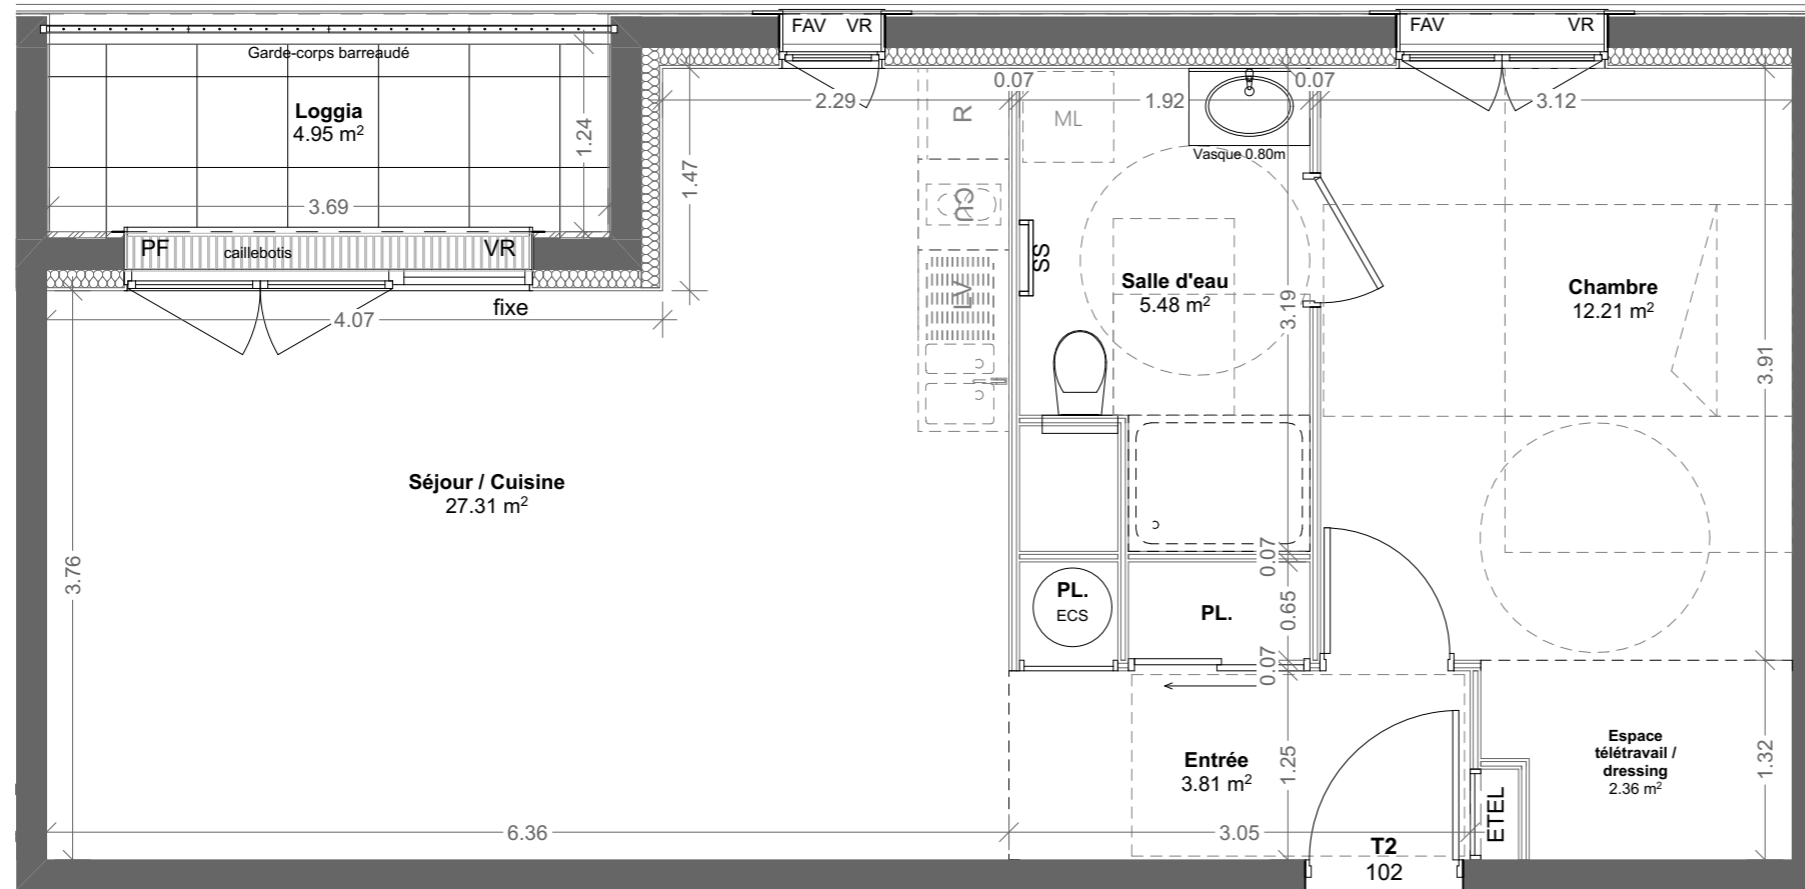 FAV VR
FAV VR
Garde-corps barreaudé
Loggia
4.95 m²
1.24
3.69
PF
caillebotis
VR
fixe
4.07
1.47
2.29
0.07
1.92
0.07
3.12
R
ML
Vasque 0.80m
CU
LV
SS
Salle d'eau
5.48 m²
3.19
Chambre
12.21 m²
3.91
Séjour / Cuisine
27.31 m²
3.76
PL.
ECS
PL.
0.07
0.65
0.07
Entrée
3.81 m²
1.25
Espace
télétravail /
dressing
2.36 m²
1.32
ETEL
6.36
3.05
T2
102